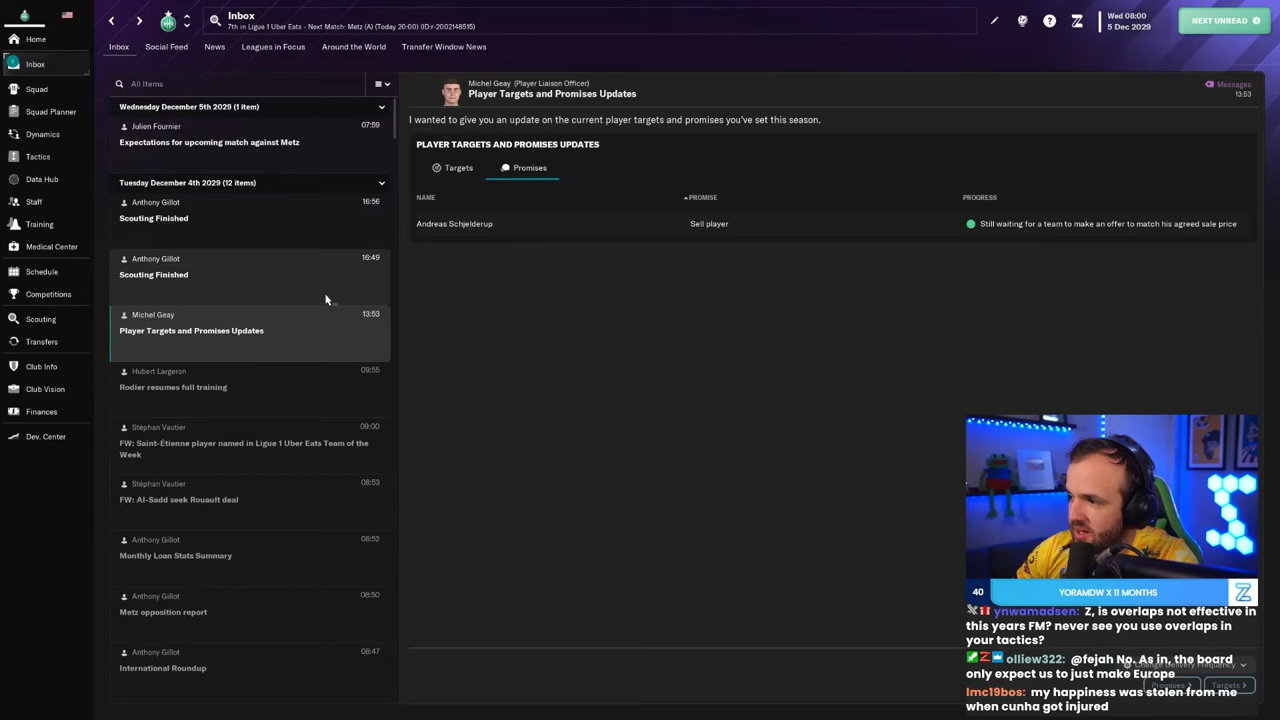 Inbox
7th in Ligue 1 Uber Eats - Next Match: Metz (A) (Today 20:00) (ID:r-2002148515)
Wed 08:00
5 Dec 2029
NEXT UNREAD
Home
Inbox
Squad
Squad Planner
Dynamics
Tactics
Data Hub
Staff
Training
Medical Center
Schedule
Competitions
Scouting
Transfers
Club Info
Club Vision
Finances
Dev. Center
Inbox Social Feed News Leagues in Focus Around the World Transfer Window News
All Items
Wednesday December 5th 2029 (1 item)
Julien Fournier 07:59
Expectations for upcoming match against Metz
Tuesday December 4th 2029 (12 items)
Anthony Gillot 16:56
Scouting Finished
Anthony Gillot 16:49
Scouting Finished
Michel Geay 13:53
Player Targets and Promises Updates
Hubert Largeron 09:55
Rodier resumes full training
Stéphan Vautier 09:00
FW: Saint-Étienne player named in Ligue 1 Uber Eats Team of the
Week
Stéphan Vautier 08:53
FW: Al-Sadd seek Rouault deal
Anthony Gillot 08:52
Monthly Loan Stats Summary
Anthony Gillot 08:50
Metz opposition report
Anthony Gillot 08:47
International Roundup
Michel Geay (Player Liaison Officer)
Player Targets and Promises Updates
Messages
13:53
I wanted to give you an update on the current player targets and promises you've set this season.
PLAYER TARGETS AND PROMISES UPDATES
Targets Promises
NAME PROMISE PROGRESS
Andreas Schjelderup Sell player Still waiting for a team to make an offer to match his agreed sale price
40 YORAMDW X 11 MONTHS
ynwamadsen: Z, is overlaps not effective in
this years FM? never see you use overlaps in
your tactics?
Change Delivery Frequency
olliew322: @fejah No. As in, the board
only expect us to just make Europe
Promises > Targets >
lmc19bos: my happiness was stolen from me
when cunha got injured